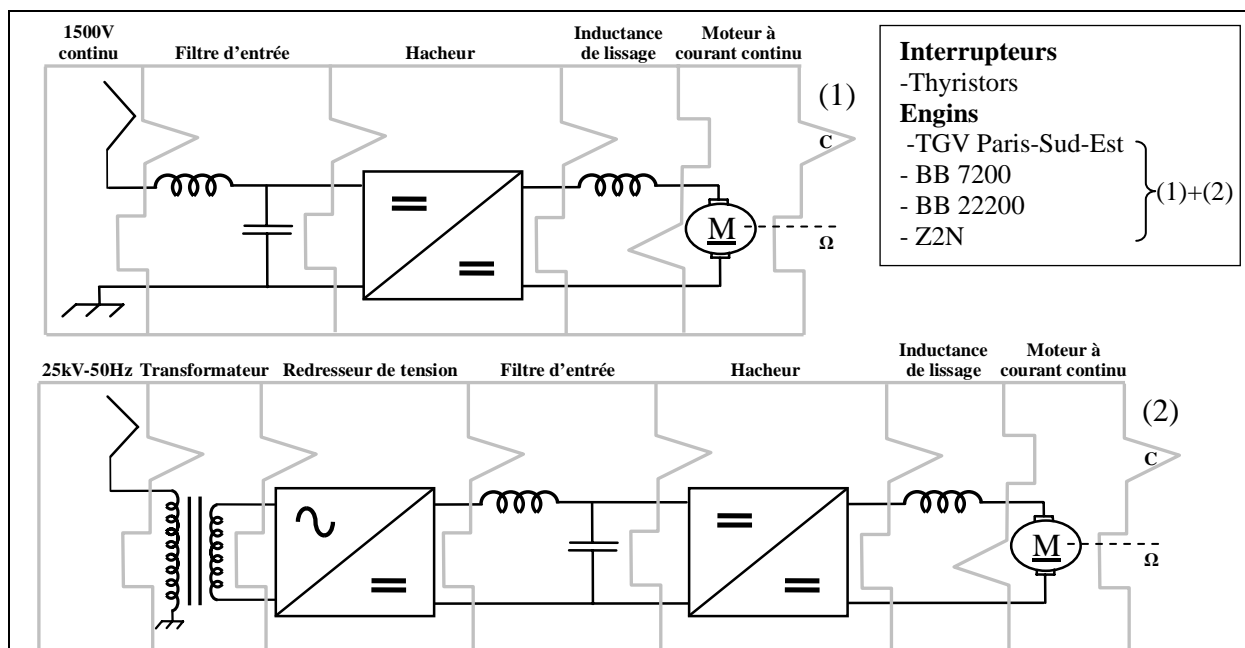 1500V
continu
Filtre d'entrée
Hacheur
Inductance
de lissage
Moteur à
courant continu
(1)
C
M
Ω
Interrupteurs
-Thyristors
Engins
-TGV Paris-Sud-Est
- BB 7200
- BB 22200
- Z2N
(1)+(2)
25kV-50Hz
Transformateur
Redresseur de tension
Filtre d'entrée
Hacheur
Inductance
de lissage
Moteur à
courant continu
(2)
C
M
Ω